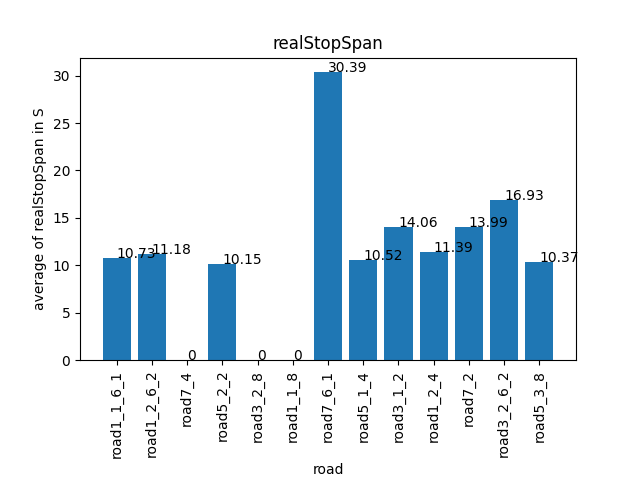 realStopSpan
average of realStopSpan in S
30
25
20
15
10
5
0
10.73
11.18
0
10.15
0
0
30.39
10.52
14.06
11.39
13.99
16.93
10.37
road1_1_6_1
road1_2_6_2
road7_4
road5_2_2
road3_2_8
road1_1_8
road7_6_1
road5_1_4
road3_1_2
road1_2_4
road7_2
road3_2_6_2
road5_3_8
road